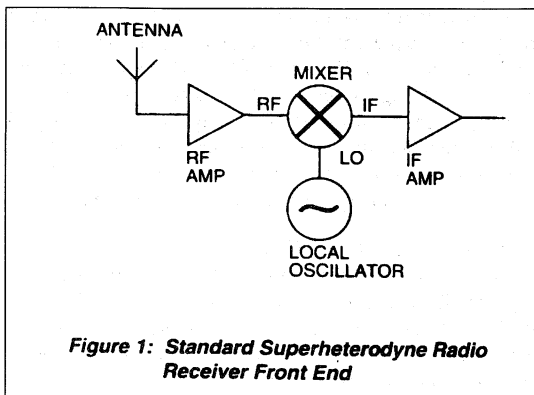 ANTENNA
MIXER
RF
IF
RF
AMP
LO
IF
AMP
LOCAL
OSCILLATOR
Figure 1: Standard Superheterodyne Radio
Receiver Front End